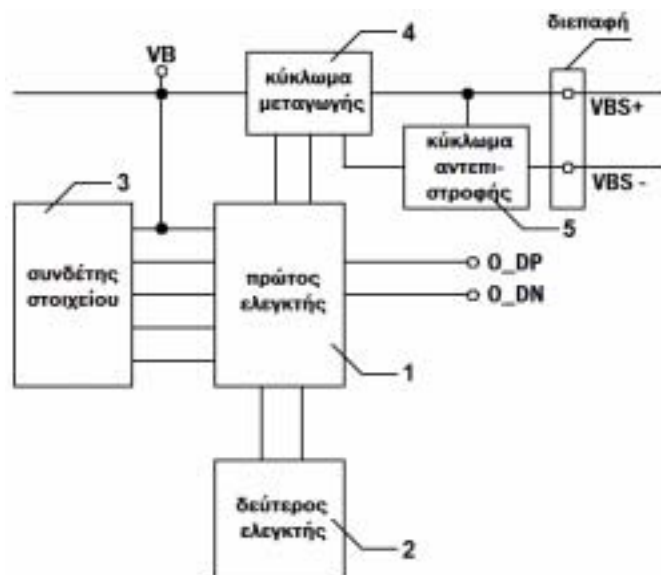 διεπαφή
4
VB
κύκλωμα
μεταγωγής
VBS+
κύκλωμα
αντεπι-
στροφής
VBS -
3
5
συνδέτης
στοιχείου
πρώτος
ελεγκτής
O_DP
O_DN
1
δεύτερος
ελεγκτής
2